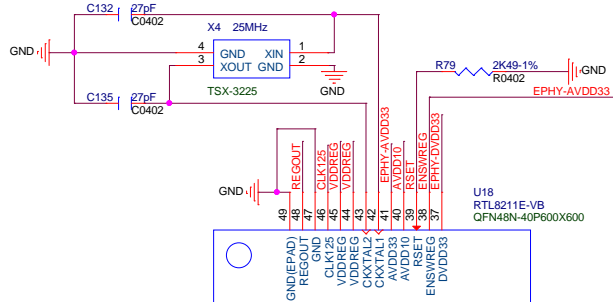 C132 27pF
C0402
X4 25MHz
GND
4 GND XIN 1
3 XOUT GND 2
TSX-3225
GND
C135 27pF
C0402
R79 2K49-1%
R0402
GND
EPHY-AVDD33
GND
REGOUT
CLK125
VDDREG
VDDREG
EPHY-AVDD33
AVDD10
RSET
ENSWREG
EPHY-DVDD33
U18
RTL8211E-VB
QFN48N-40P600X600
49 48 47 46 45 44 43 42 41 40 39 38 37
GND(EPAD)
REGOUT
GND
CLK125
VDDREG
VDDREG
CKXTAL2
CKXTAL1
AVDD33
AVDD10
RSET
ENSWREG
DVDD33